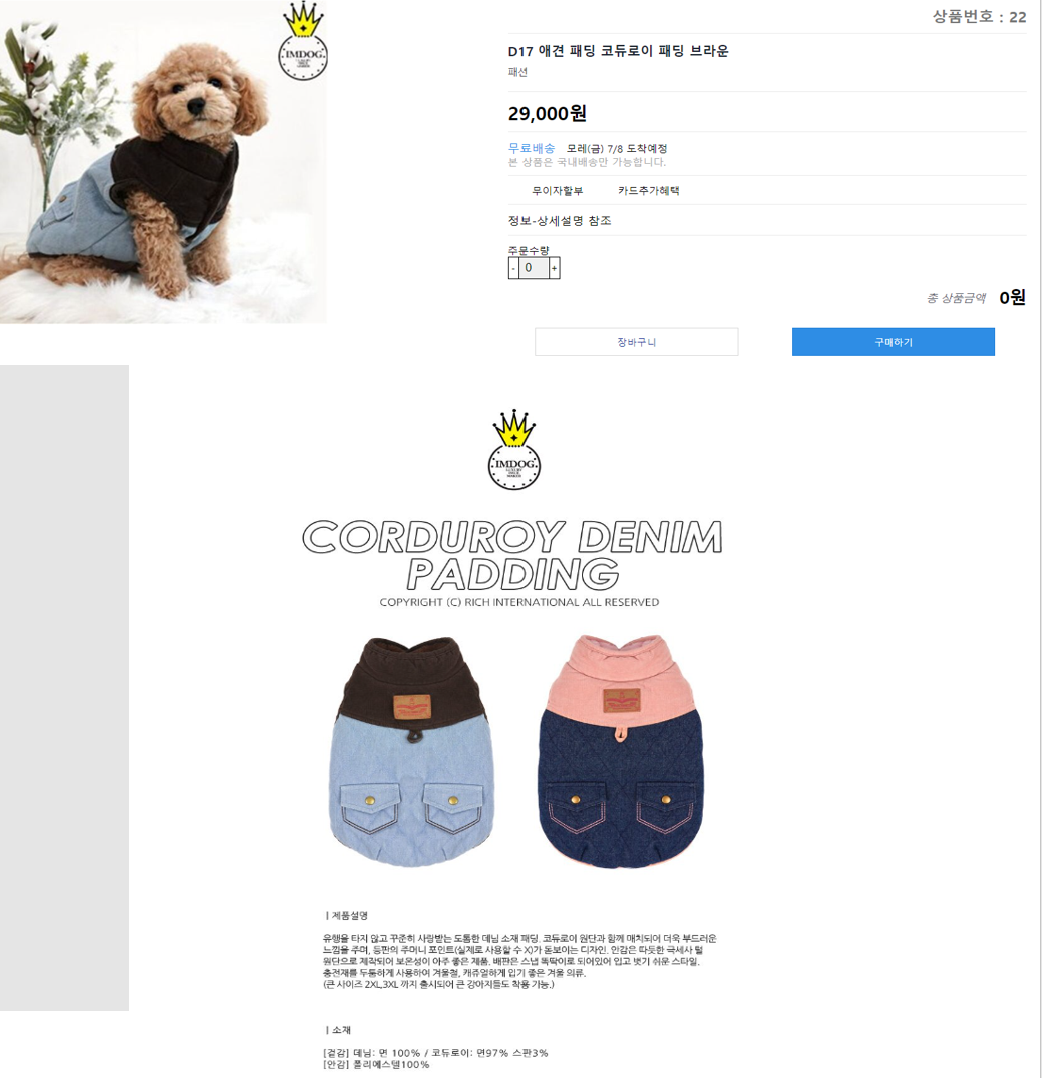 IMDOG
상품번호 : 22
D17 애견 패딩 코듀로이 패딩 브라운
패션
29,000원
무료배송 모레(금) 7/8 도착예정
본 상품은 국내배송만 가능합니다.
무이자할부 카드추가혜택
정보-상세설명 참조
주문수량
- 0 +
총 상품금액 0원
장바구니 구매하기
IMDOG
LUXURY
CORDUROY DENIM
PADDING
COPYRIGHT (C) RICH INTERNATIONAL ALL RESERVED
ㅣ제품설명
유행을 타지 않고 꾸준히 사랑받는 도톰한 데님 소재 패딩. 코듀로이 원단과 함께 매치되어 더욱 부드러운
느낌을 주며, 등판의 주머니 포인트(실제로 사용할 수 X)가 돋보이는 디자인. 안감은 따듯한 극세사 털
원단으로 제작되어 보온성이 아주 좋은 제품. 배판은 스냅 똑딱이로 되어있어 입고 벗기 쉬운 스타일.
충전재를 두둠하게 사용하여 겨울철, 캐쥬얼하게 입기 좋은 겨울 의류.
(큰 사이즈 2XL,3XL 까지 출시되어 큰 강아지들도 착용 가능.)
ㅣ소재
[겉감] 데님: 면 100% / 코듀로이: 면97% 스판3%
[안감] 폴리에스텔100%